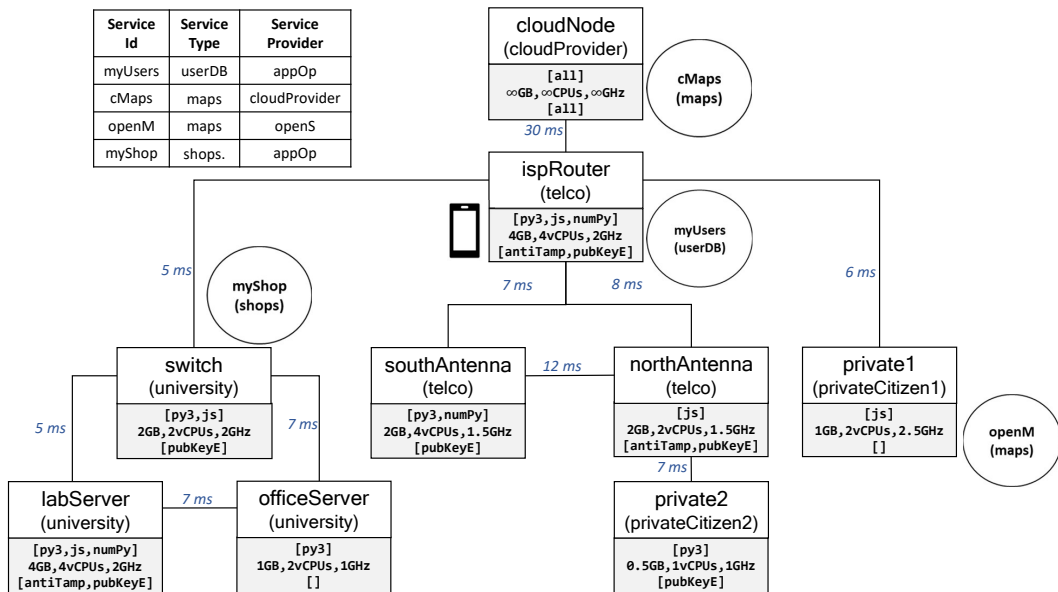 Service Id Service Type Service Provider
myUsers userDB appOp
cMaps maps cloudProvider
openM maps openS
myShop shops. appOp
cloudNode
(cloudProvider)
[all]
∞GB,∞CPUs,∞GHz
[all]
cMaps
(maps)
30 ms
ispRouter
(telco)
[py3,js,numPy]
4GB,4vCPUs,2GHz
[antiTamp,pubKeyE]
myUsers
(userDB)
5 ms
myShop
(shops)
7 ms
8 ms
6 ms
switch
(university)
[py3,js]
2GB,2vCPUs,2GHz
[pubKeyE]
southAntenna
(telco)
[py3,numPy]
2GB,4vCPUs,1.5GHz
[pubKeyE]
12 ms
northAntenna
(telco)
[js]
2GB,2vCPUs,1.5GHz
[antiTamp,pubKeyE]
private1
(privateCitizen1)
[js]
1GB,2vCPUs,2.5GHz
[]
openM
(maps)
5 ms
7 ms
7 ms
labServer
(university)
[py3,js,numPy]
4GB,4vCPUs,2GHz
[antiTamp,pubKeyE]
7 ms
officeServer
(university)
[py3]
1GB,2vCPUs,1GHz
[]
private2
(privateCitizen2)
[py3]
0.5GB,1vCPUs,1GHz
[pubKeyE]